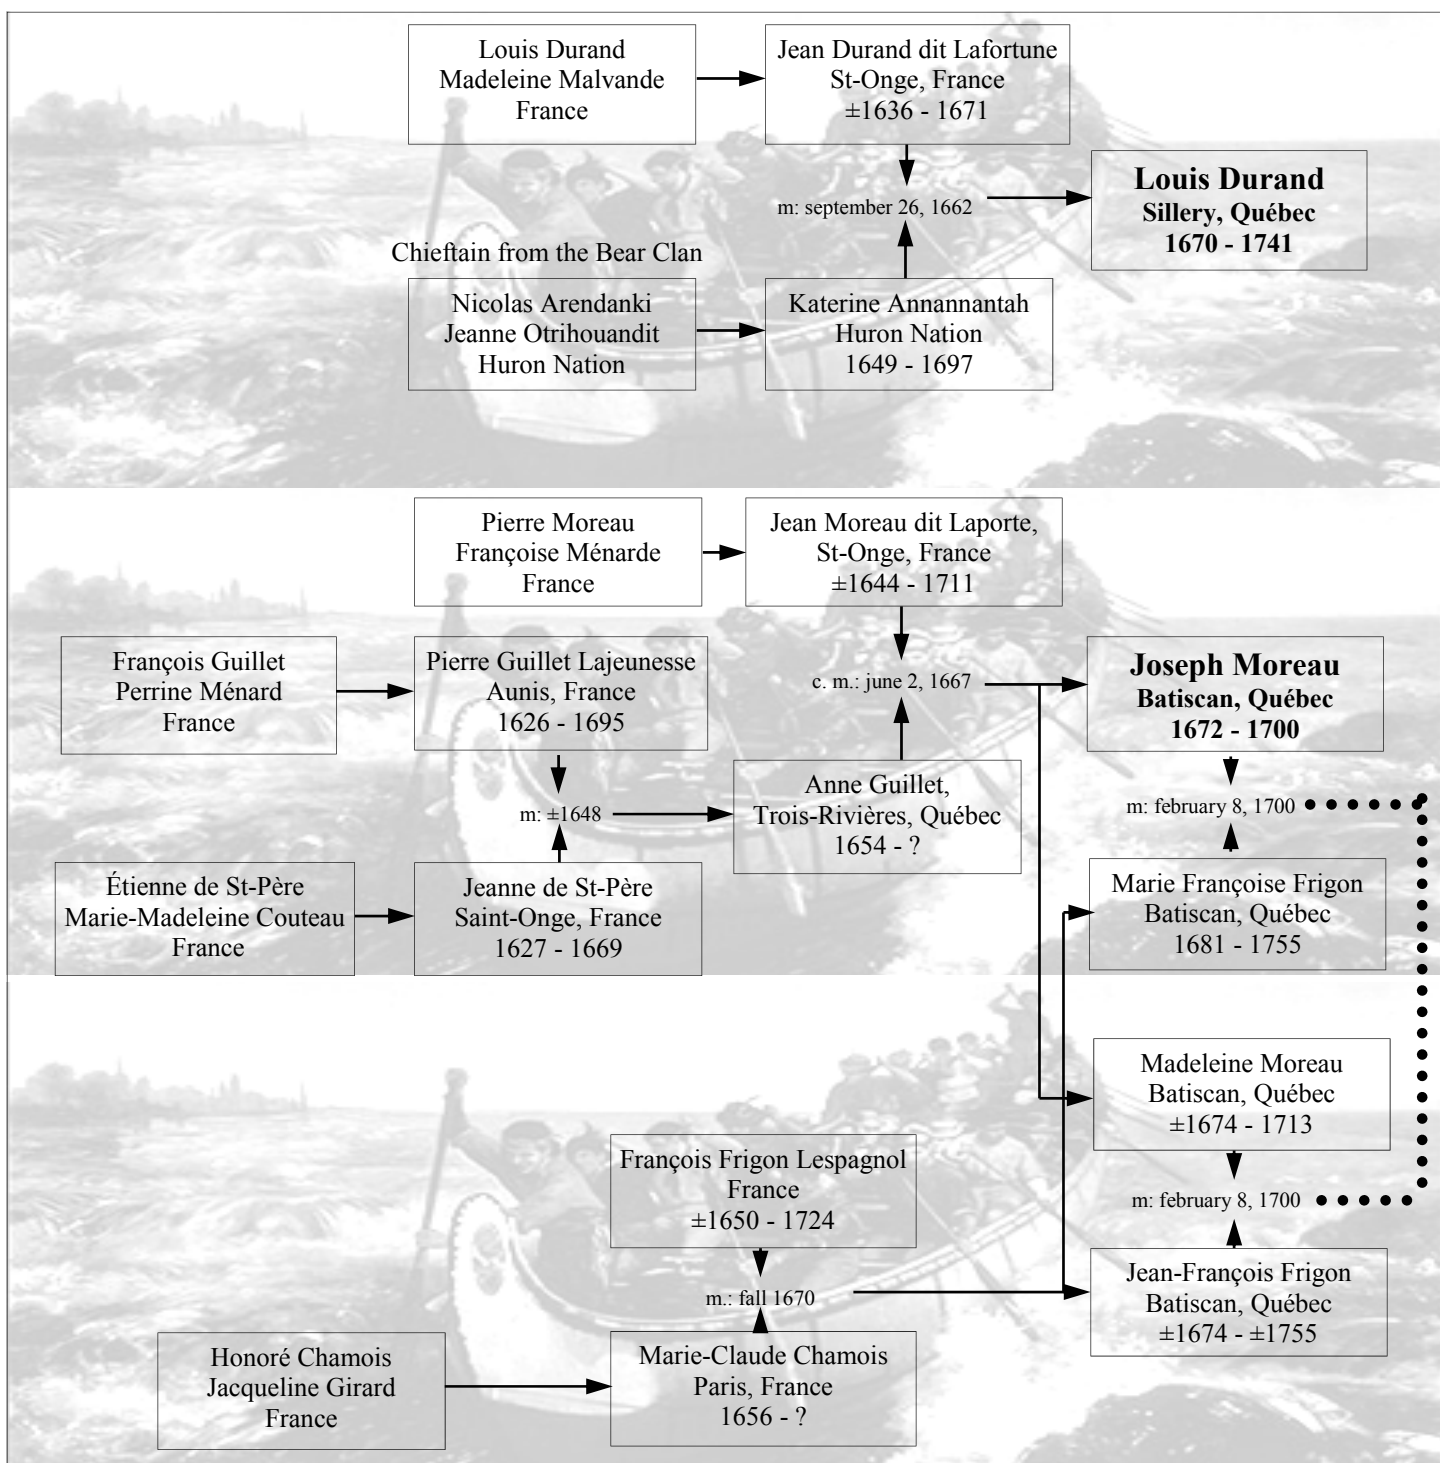 Louis Durand
Madeleine Malvande
France
Jean Durand dit Lafortune
St-Onge, France
±1636 - 1671
m: september 26, 1662
Louis Durand
Sillery, Québec
1670 - 1741
Chieftain from the Bear Clan
Nicolas Arendanki
Jeanne Otrihouandit
Huron Nation
Katerine Annannantah
Huron Nation
1649 - 1697
Pierre Moreau
Françoise Ménarde
France
Jean Moreau dit Laporte,
St-Onge, France
±1644 - 1711
François Guillet
Perrine Ménard
France
Pierre Guillet Lajeunesse
Aunis, France
1626 - 1695
c. m.: june 2, 1667
Joseph Moreau
Batiscan, Québec
1672 - 1700
m: ±1648
Anne Guillet,
Trois-Rivières, Québec
1654 - ?
m: february 8, 1700
Étienne de St-Père
Marie-Madeleine Couteau
France
Jeanne de St-Père
Saint-Onge, France
1627 - 1669
Marie Françoise Frigon
Batiscan, Québec
1681 - 1755
Madeleine Moreau
Batiscan, Québec
±1674 - 1713
François Frigon Lespagnol
France
±1650 - 1724
m: february 8, 1700
m.: fall 1670
Jean-François Frigon
Batiscan, Québec
±1674 - ±1755
Honoré Chamois
Jacqueline Girard
France
Marie-Claude Chamois
Paris, France
1656 - ?